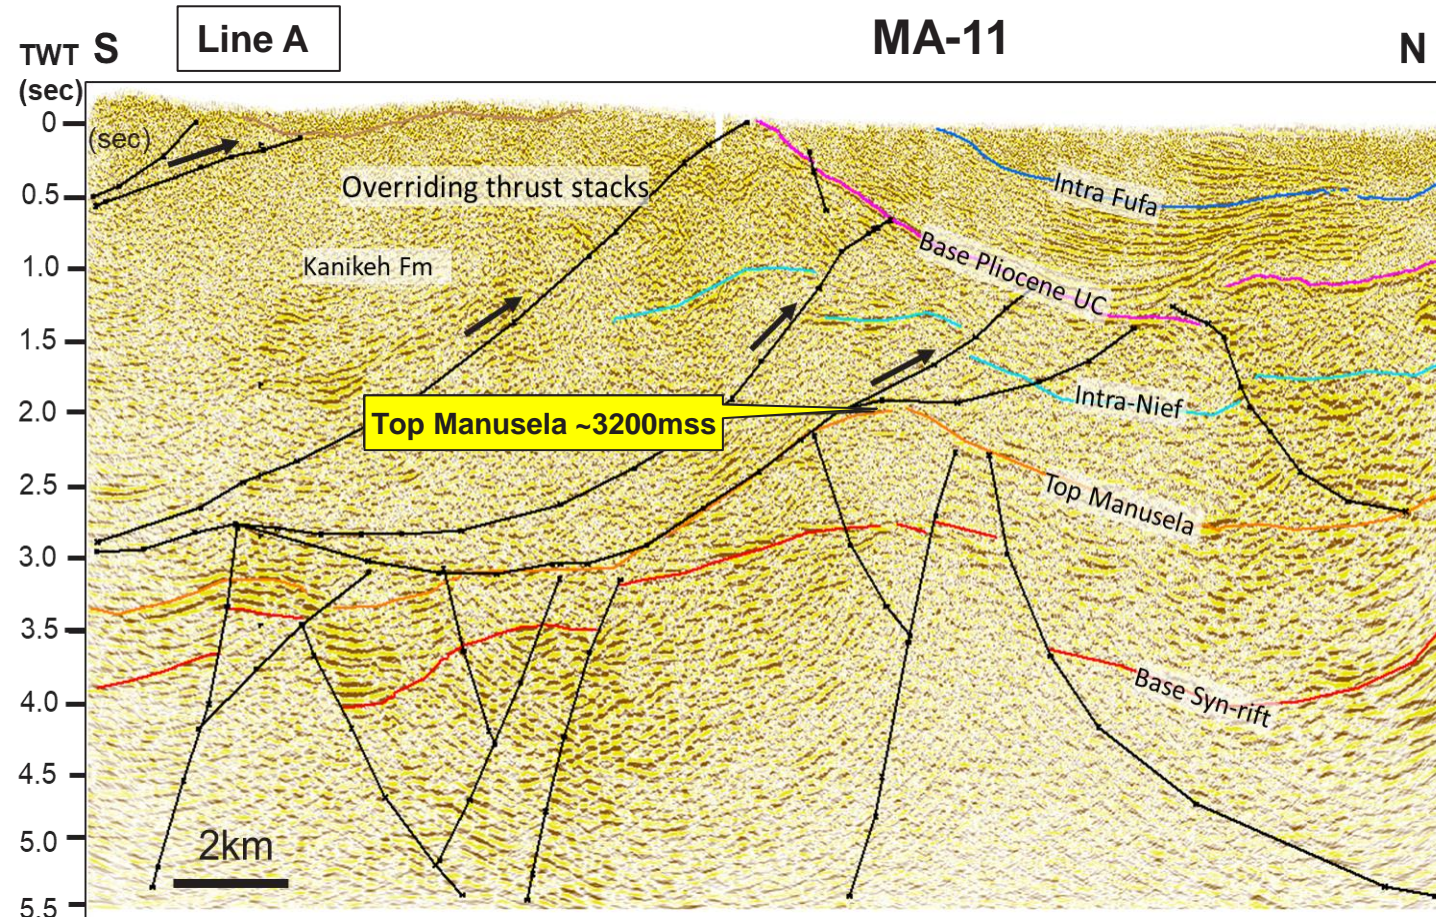 TWT S Line A MA-11 N
(sec)
0
(sec)
Overriding thrust stacks
0.5
Intra Fufa
Kanikeh Fm
1.0
Base Pliocene UC
1.5
Intra-Nief
2.0
Top Manusela ~3200mss
2.5
Top Manusela
3.0
3.5
Base Syn-rift
4.0
4.5
5.0
2km
5.5